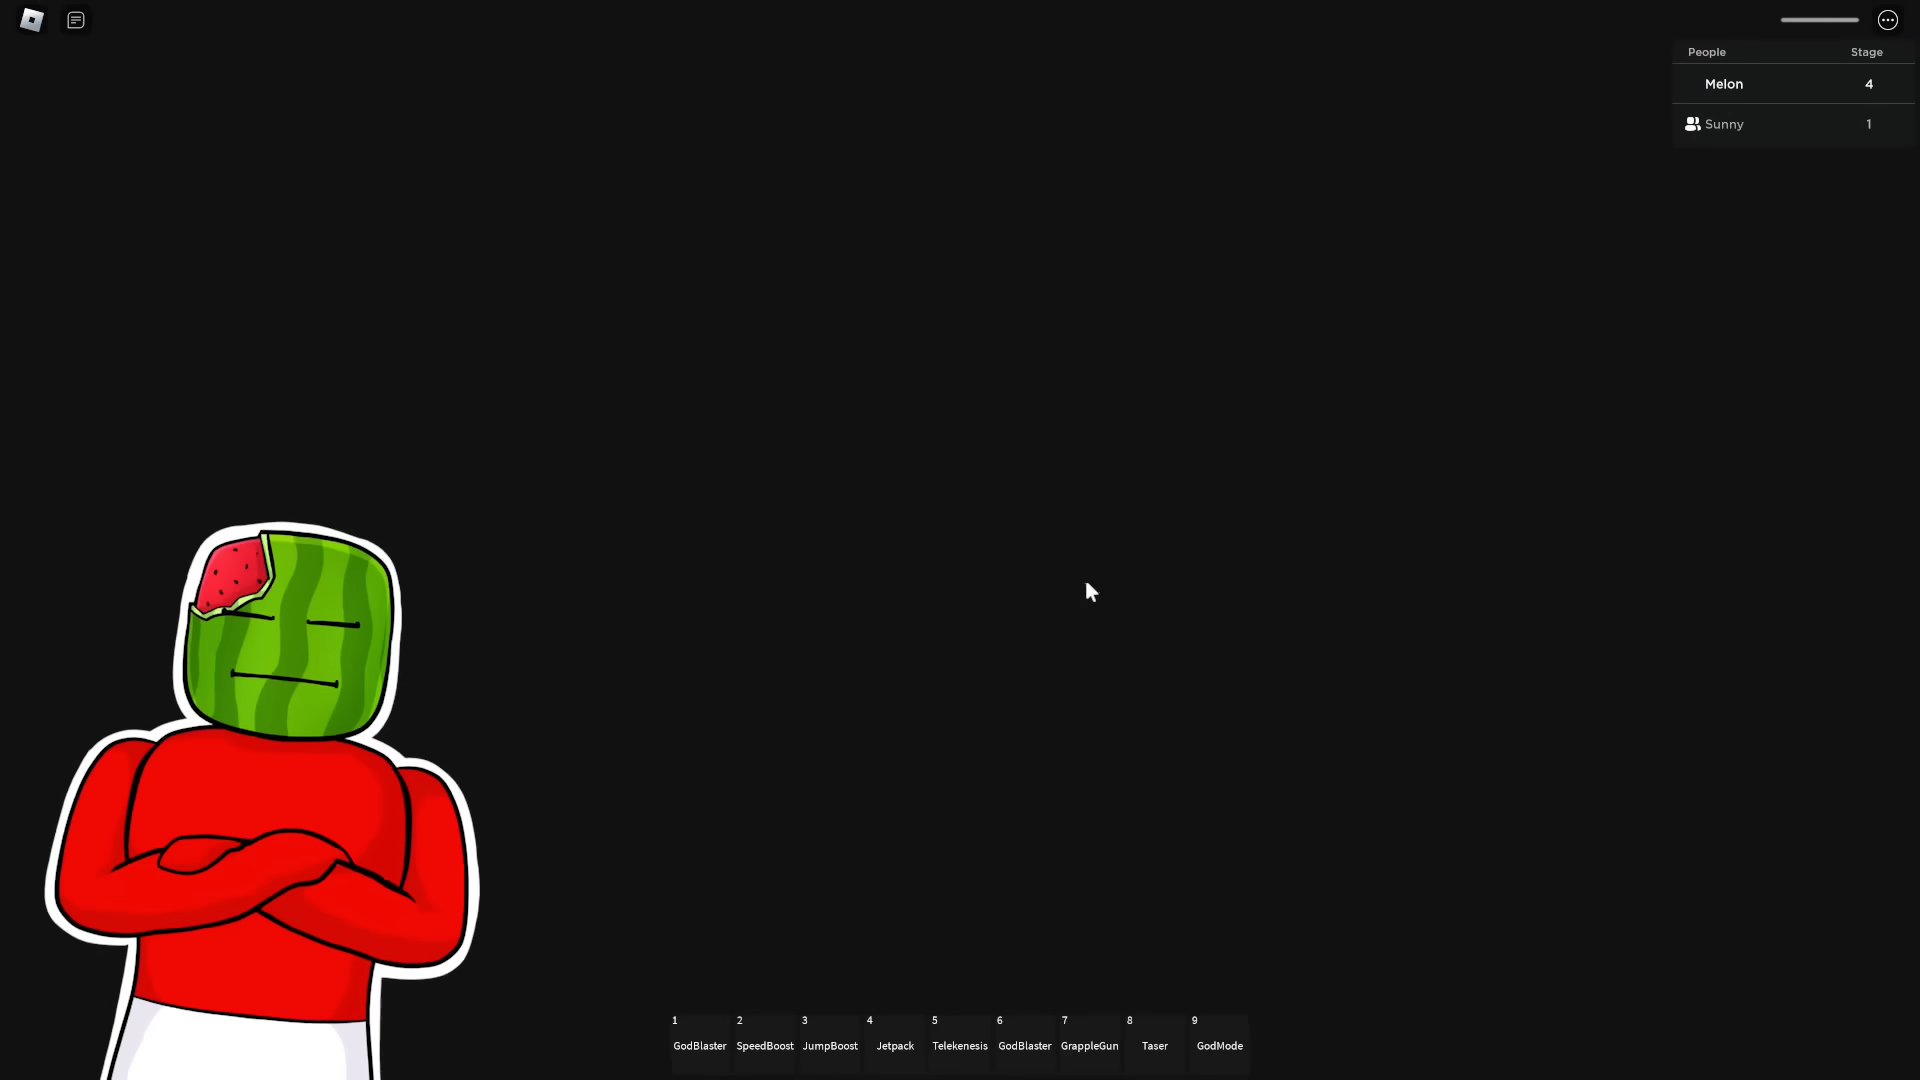 People Stage
Melon 4
Sunny 1
1 2 3 4 5 6 7 8 9
GodBlaster SpeedBoost JumpBoost Jetpack Telekenesis GodBlaster GrappleGun Taser GodMode